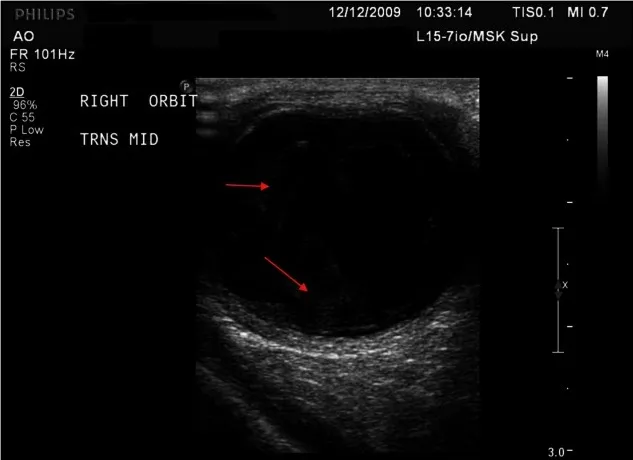 PHILIPS
12/12/2009 10:33:14 TIS0.1 MI 0.7
AO
L15-7io/MSK Sup
FR 101Hz
RS
M4
2D
96%
C 55
P Low
Res
P
RIGHT ORBIT
TRNS MID
X
3.0